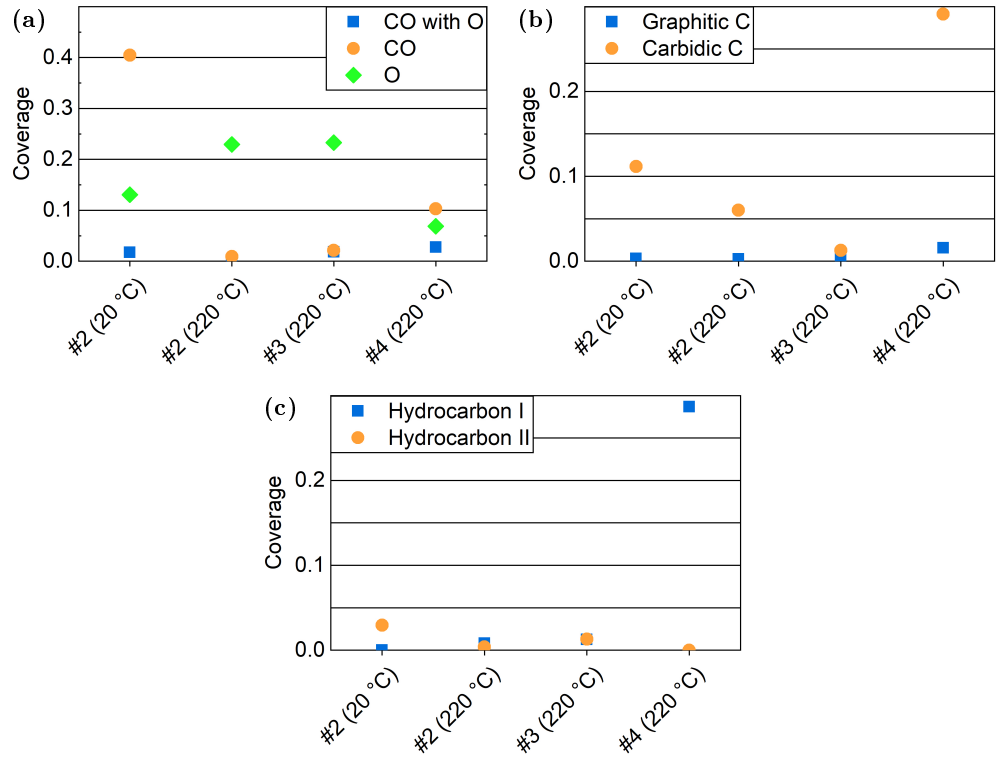 (a)
CO with O
CO
O
Coverage
0.4
0.3
0.2
0.1
0.0
#2 (20 °C)
#2 (220 °C)
#3 (220 °C)
#4 (220 °C)
(b)
Graphitic C
Carbidic C
Coverage
0.2
0.1
0.0
#2 (20 °C)
#2 (220 °C)
#3 (220 °C)
#4 (220 °C)
(c)
Hydrocarbon I
Hydrocarbon II
Coverage
0.2
0.1
0.0
#2 (20 °C)
#2 (220 °C)
#3 (220 °C)
#4 (220 °C)